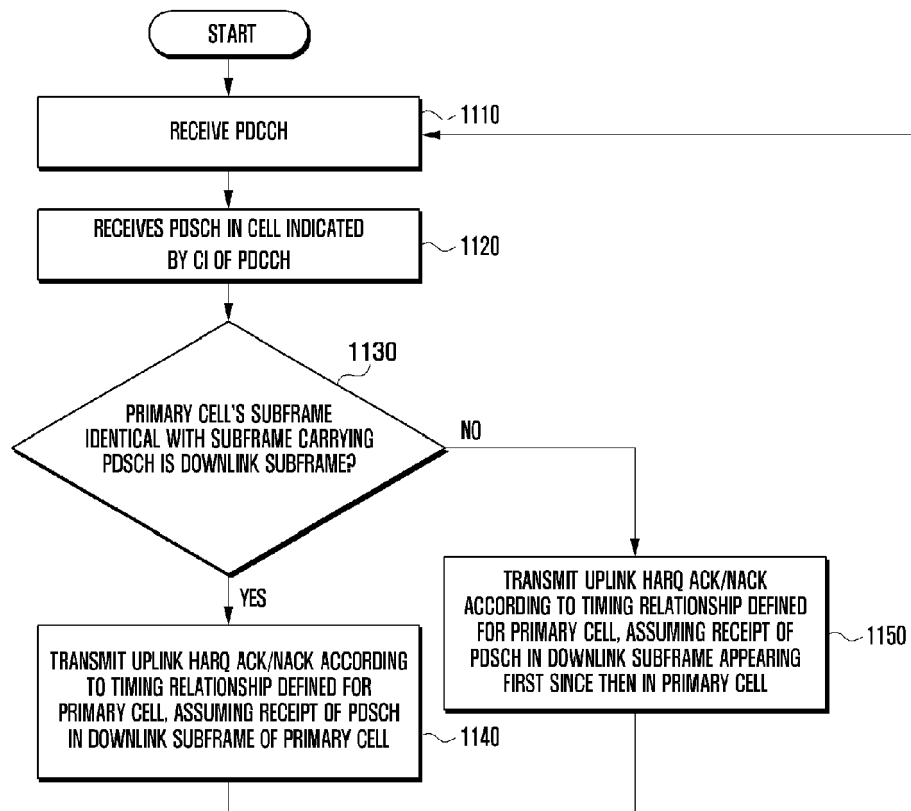 START
RECEIVE PDCCH
1110
RECEIVES PDSCH IN CELL INDICATED
BY CI OF PDCCH
1120
1130
PRIMARY CELL'S SUBFRAME
IDENTICAL WITH SUBFRAME CARRYING
PDSCH IS DOWNLINK SUBFRAME?
NO
YES
TRANSMIT UPLINK HARQ ACK/NACK
ACCORDING TO TIMING RELATIONSHIP DEFINED
FOR PRIMARY CELL, ASSUMING RECEIPT OF
PDSCH IN DOWNLINK SUBFRAME APPEARING
FIRST SINCE THEN IN PRIMARY CELL
1150
TRANSMIT UPLINK HARQ ACK/NACK ACCORDING
TO TIMING RELATIONSHIP DEFINED FOR
PRIMARY CELL, ASSUMING RECEIPT OF PDSCH
IN DOWNLINK SUBFRAME OF PRIMARY CELL
1140